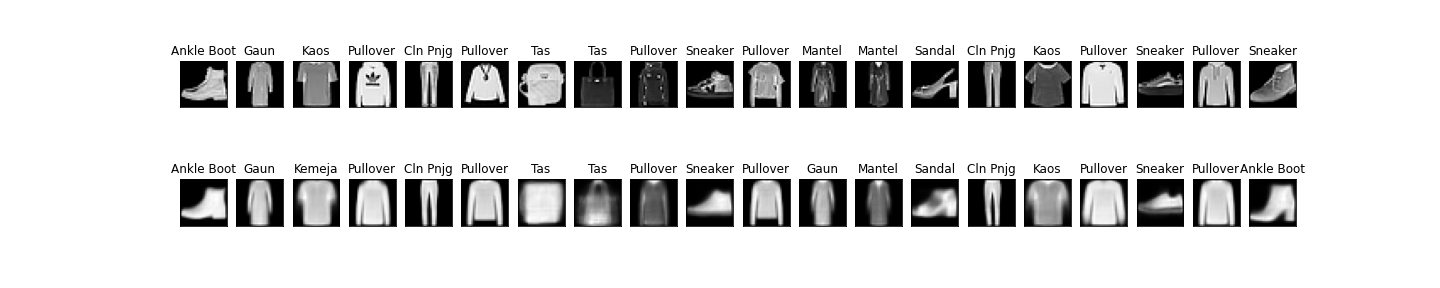 Ankle Boot Gaun Kaos Pullover Cln Pnjg Pullover Tas Tas Pullover Sneaker Pullover Mantel Mantel Sandal Cln Pnjg Kaos Pullover Sneaker Pullover Sneaker
Ankle Boot Gaun Kemeja Pullover Cln Pnjg Pullover Tas Tas Pullover Sneaker Pullover Gaun Mantel Sandal Cln Pnjg Kaos Pullover Sneaker Pullover Ankle Boot